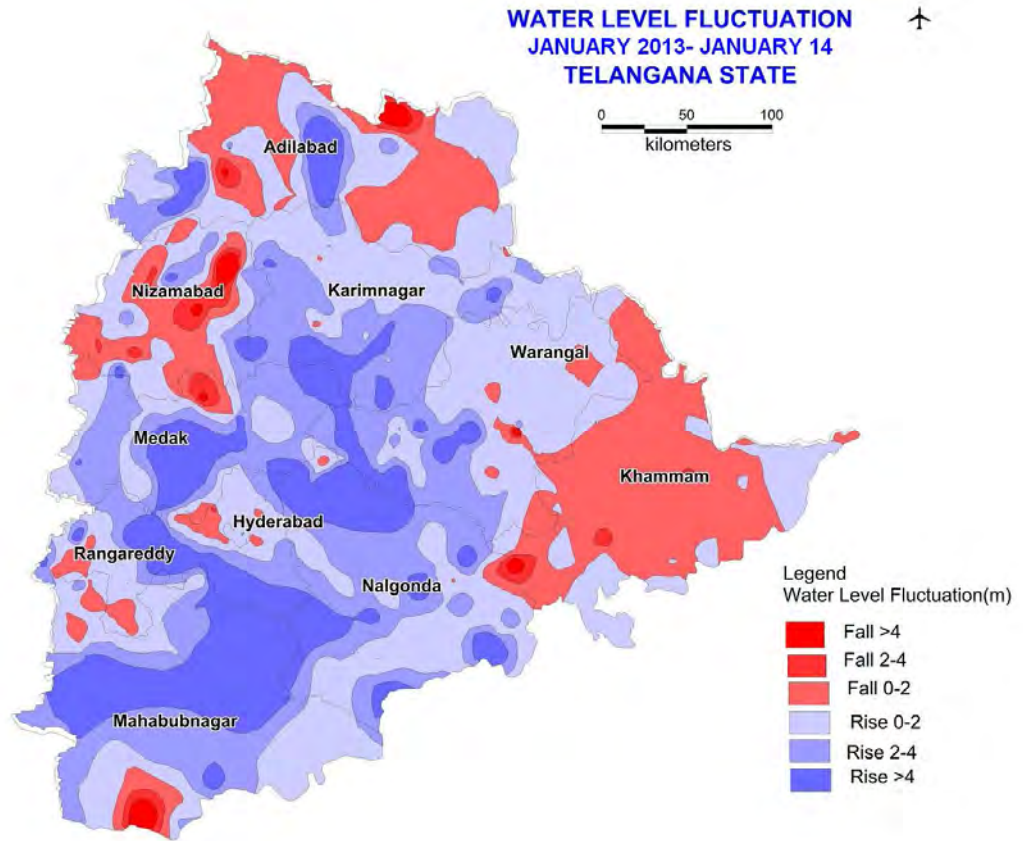 WATER LEVEL FLUCTUATION
JANUARY 2013- JANUARY 14
TELANGANA STATE
0 50 100
kilometers
Adilabad
Nizamabad
Karimnagar
Warangal
Medak
Khammam
Hyderabad
Rangareddy
Nalgonda
Mahabubnagar
Legend
Water Level Fluctuation(m)
Fall >4
Fall 2-4
Fall 0-2
Rise 0-2
Rise 2-4
Rise >4